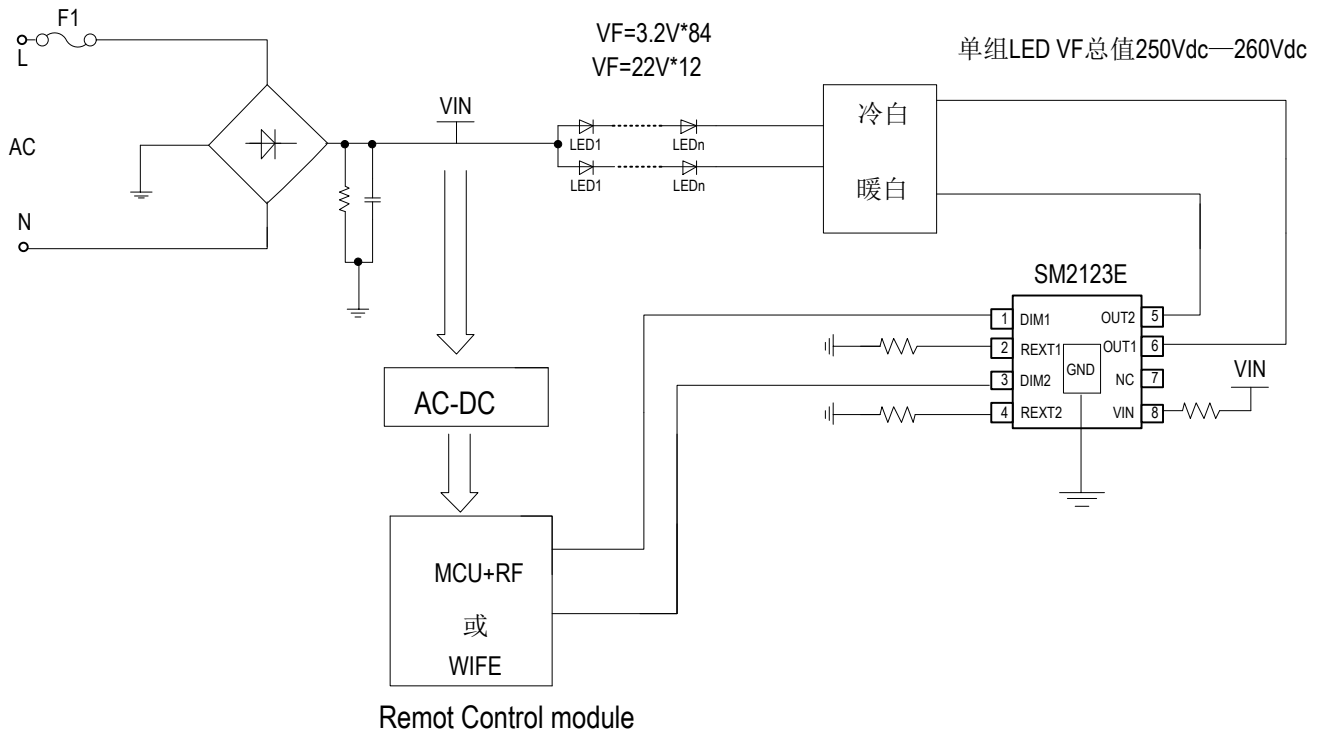 F1
L
AC
N
VIN
VF=3.2V*84
VF=22V*12
单组LED VF总值250Vdc—260Vdc
LED1
LEDn
LED1
LEDn
冷白
暖白
SM2123E
1 DIM1
2 REXT1
3 DIM2
4 REXT2
OUT2 5
OUT1 6
NC 7
VIN 8
GND
VIN
AC-DC
MCU+RF
或
WIFE
Remot Control module